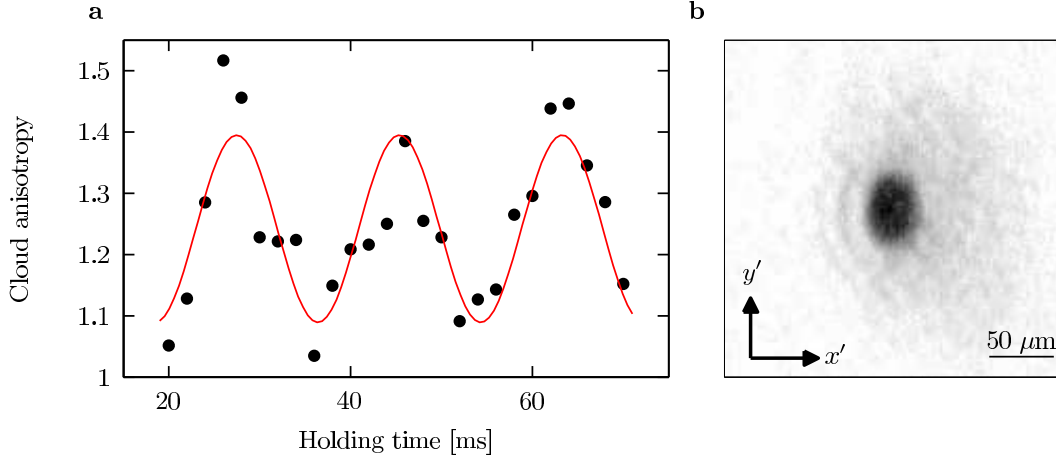 a
b
1.5
1.4
1.3
1.2
1.1
1
Cloud anisotropy
20 40 60
Holding time [ms]
y′
x′
50 μm